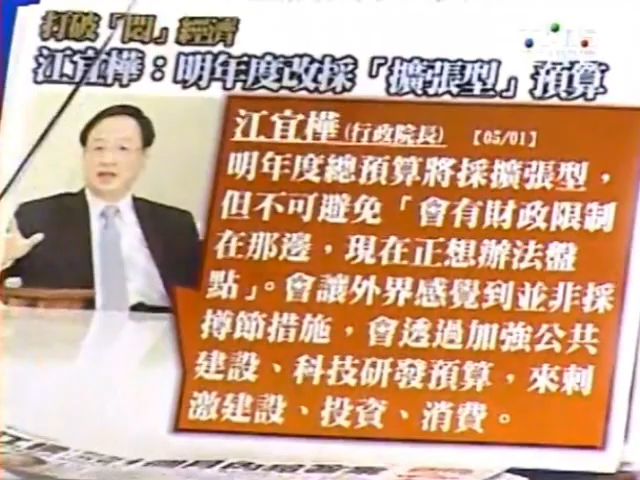 打破「悶」經濟
江宜樺：明年度改採「擴張型」預算
江宜樺(行政院長) 【05/01】
明年度總預算將採擴張型，
但不可避免「會有財政限制
在那邊，現在正想辦法盤
點」。會讓外界感覺到並非採
撙節措施，會透過加強公共
建設、科技研發預算，來刺
激建設、投資、消費。